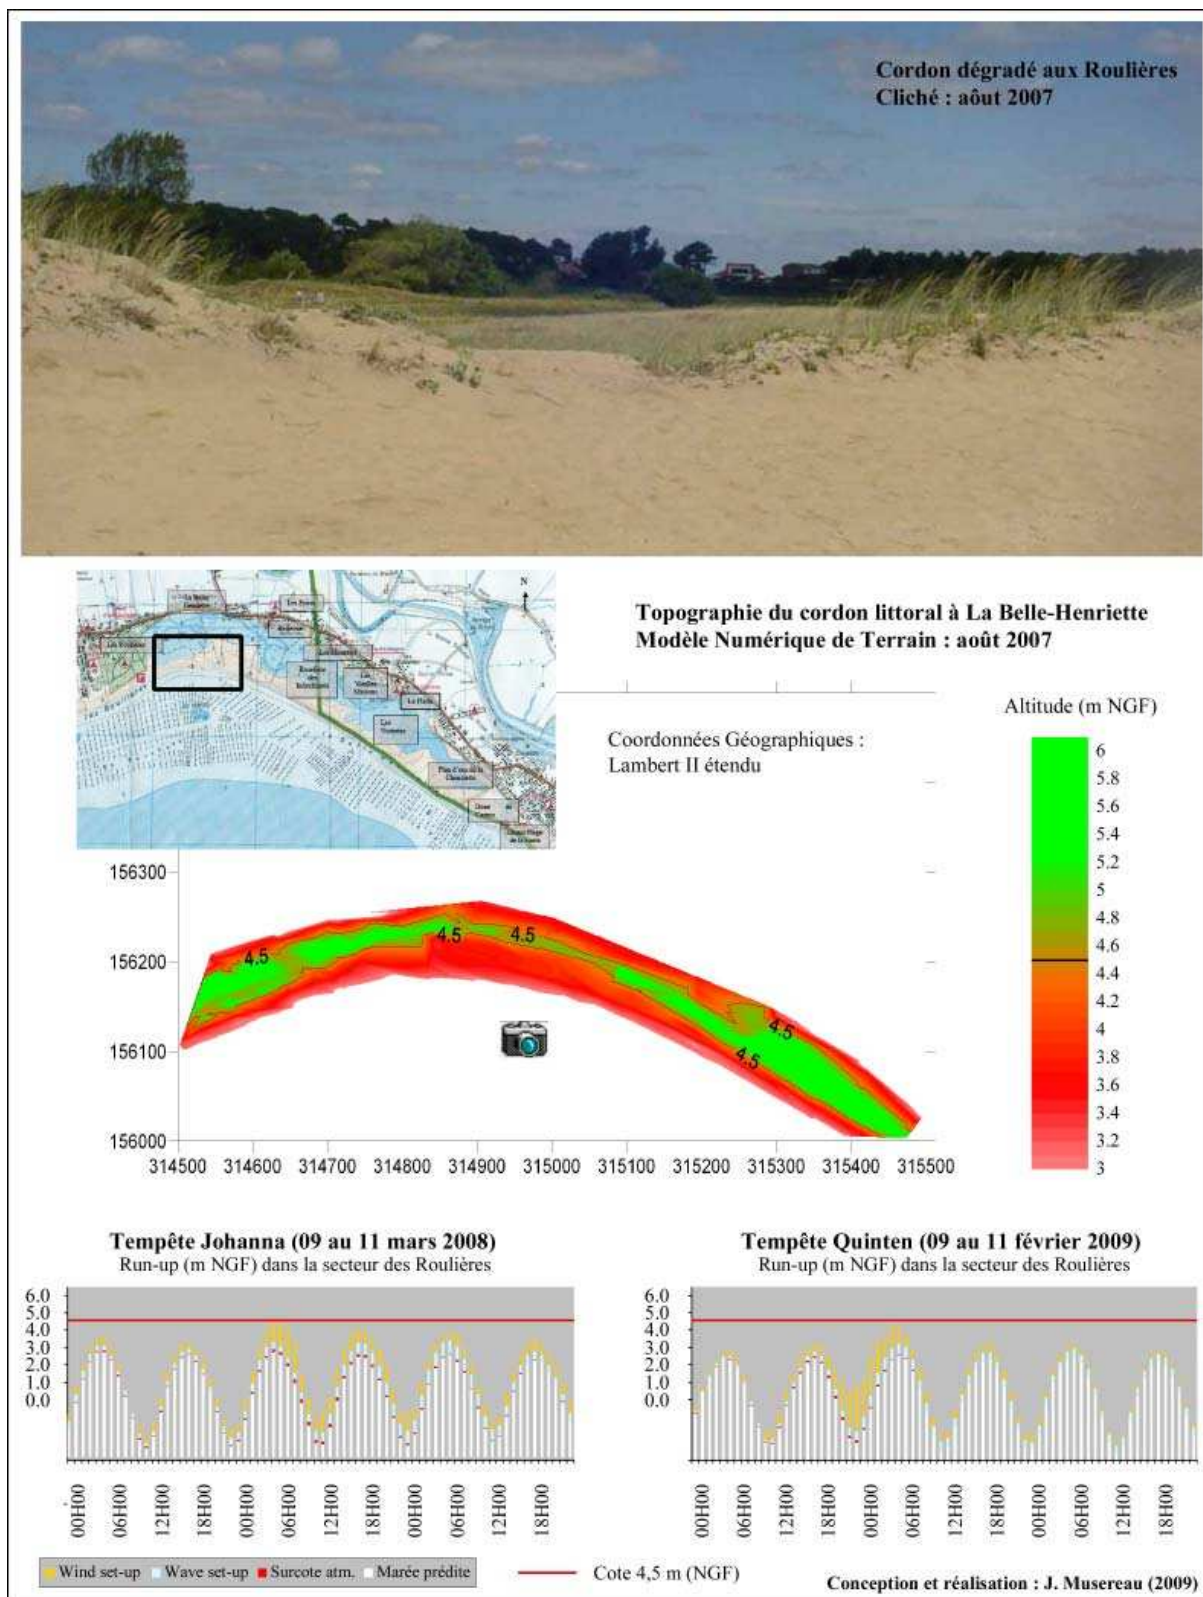 Cordon dégradé aux Roulières
Cliché : aôut 2007
N
Topographie du cordon littoral à La Belle-Henriette
Modèle Numérique de Terrain : août 2007
Altitude (m NGF)
Coordonnées Géographiques :
Lambert II étendu
6
5.8
5.6
5.4
5.2
5
4.8
4.6
4.4
4.2
4
3.8
3.6
3.4
3.2
3
156300
156200
156100
156000
4.5
4.5
4.5
4.5
4.5
314500 314600 314700 314800 314900 315000 315100 315200 315300 315400 315500
Tempête Johanna (09 au 11 mars 2008)
Run-up (m NGF) dans la secteur des Roulières
6.0
5.0
4.0
3.0
2.0
1.0
0.0
00H00 06H00 12H00 18H00 00H00 06H00 12H00 18H00 00H00 06H00 12H00 18H00
Tempête Quinten (09 au 11 février 2009)
Run-up (m NGF) dans la secteur des Roulières
6.0
5.0
4.0
3.0
2.0
1.0
0.0
00H00 06H00 12H00 18H00 00H00 06H00 12H00 18H00 00H00 06H00 12H00 18H00
Wind set-up Wave set-up Surcote atm. Marée prédite
Cote 4,5 m (NGF)
Conception et réalisation : J. Musereau (2009)